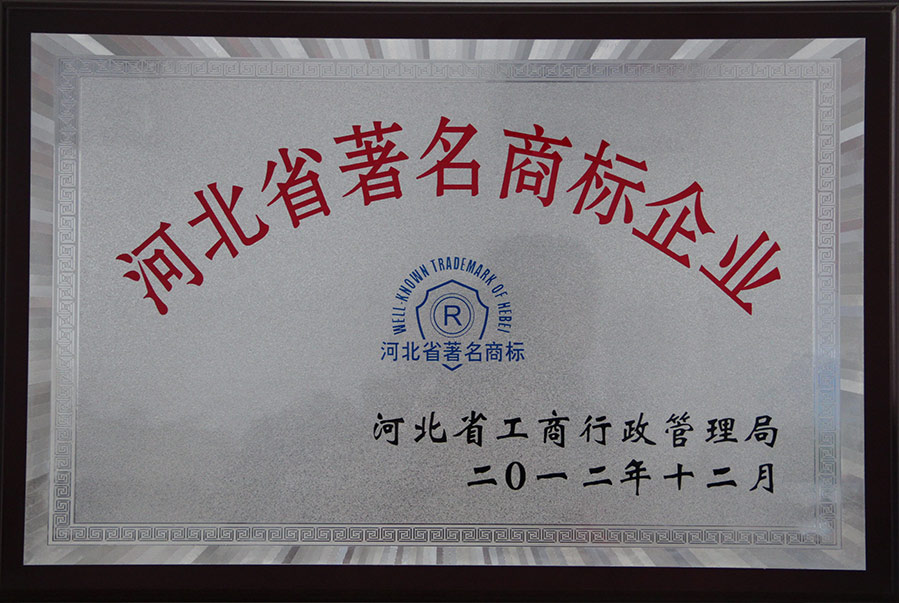 河北省著名商标企业
WELL-KNOWN TRADEMARK OF HEBEI
R
河北省著名商标
河北省工商行政管理局
二〇一二年十二月